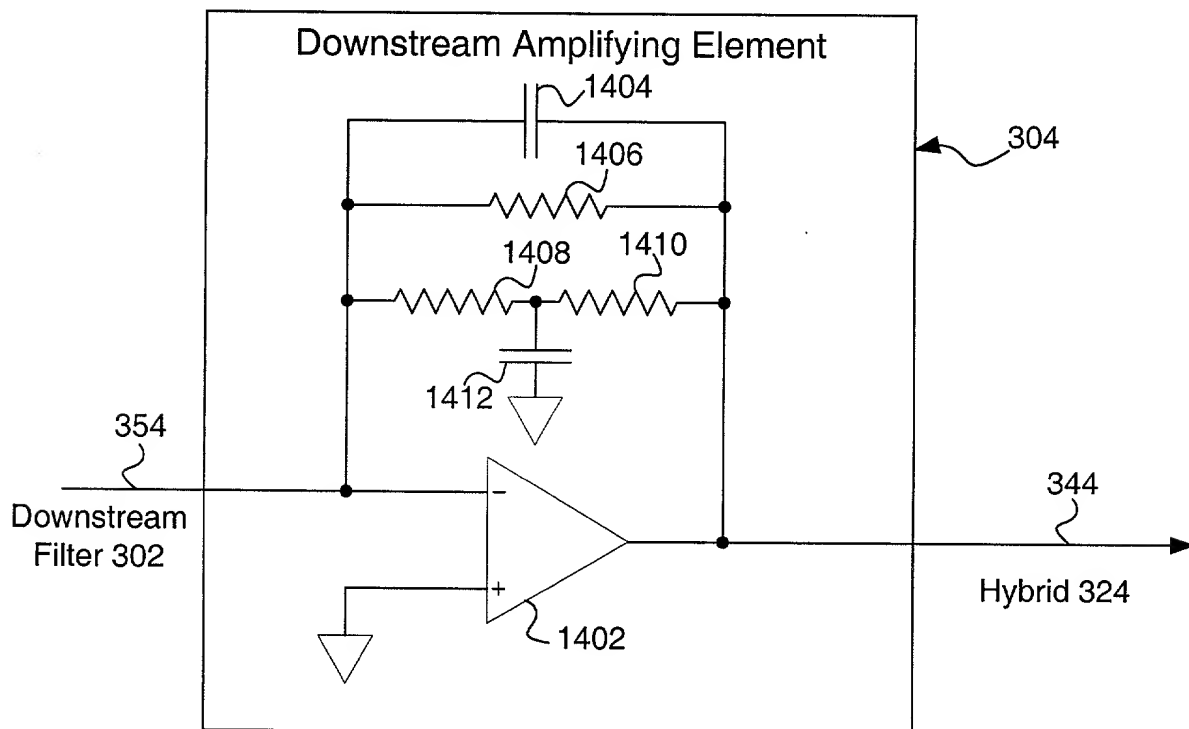 Downstream Amplifying Element
1404
304
1406
1408
1410
1412
354
344
Downstream
Filter 302
−
+
Hybrid 324
1402